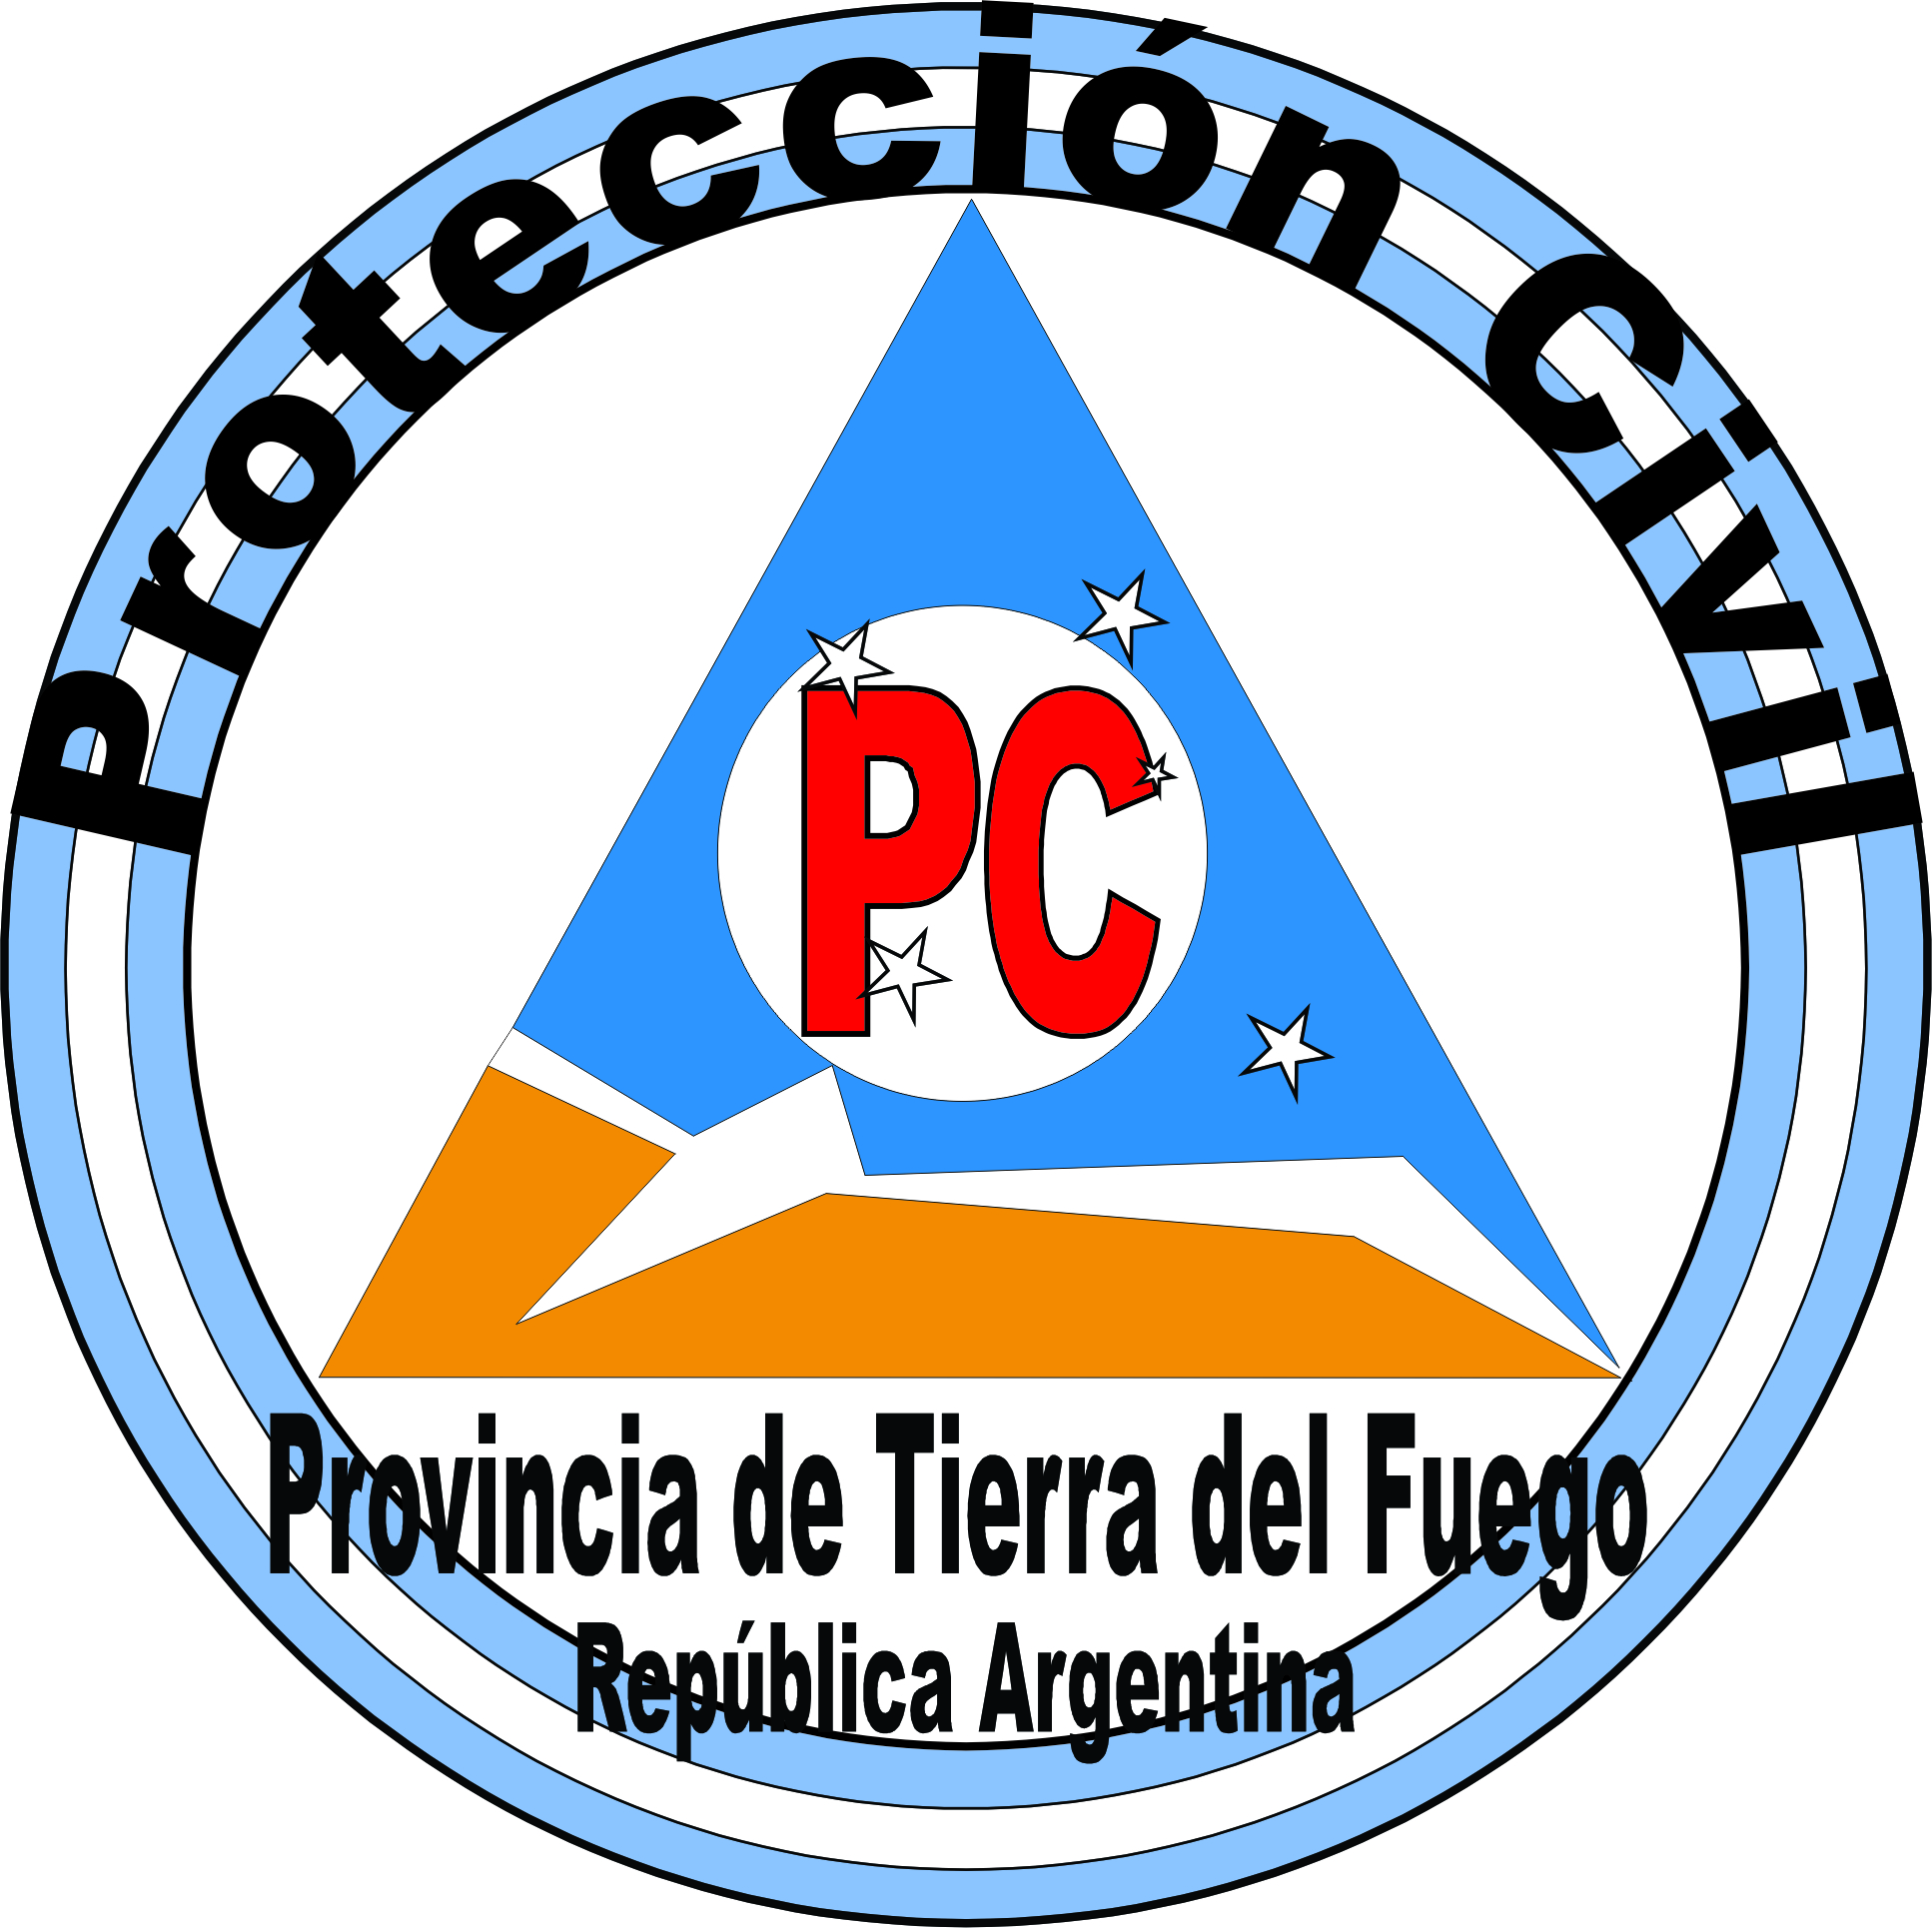 Protección Civil
PC
Provincia de Tierra del Fuego
República Argentina